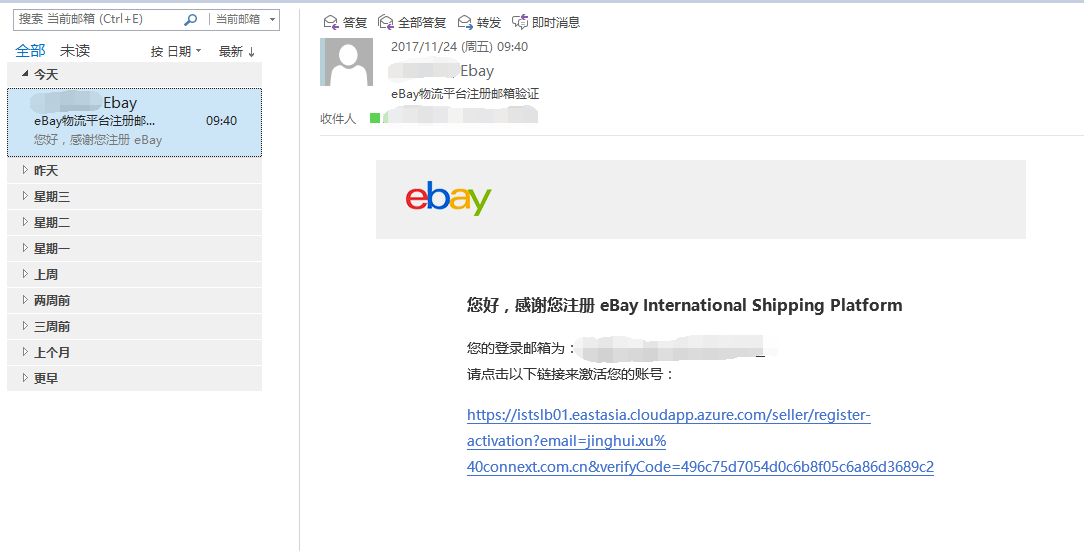 搜索 当前邮箱 (Ctrl+E)
当前邮箱
全部 未读 按 日期 最新 ↓
今天
Ebay
eBay物流平台注册邮... 09:40
您好，感谢您注册 eBay
昨天
星期三
星期二
星期一
上周
两周前
三周前
上个月
更早
答复 全部答复 转发 即时消息
2017/11/24 (周五) 09:40
Ebay
eBay物流平台注册邮箱验证
收件人
ebay
您好，感谢您注册 eBay International Shipping Platform
您的登录邮箱为：
请点击以下链接来激活您的账号：
https://istslb01.eastasia.cloudapp.azure.com/seller/register-
activation?email=jinghui.xu%
40connext.com.cn&verifyCode=496c75d7054d0c6b8f05c6a86d3689c2